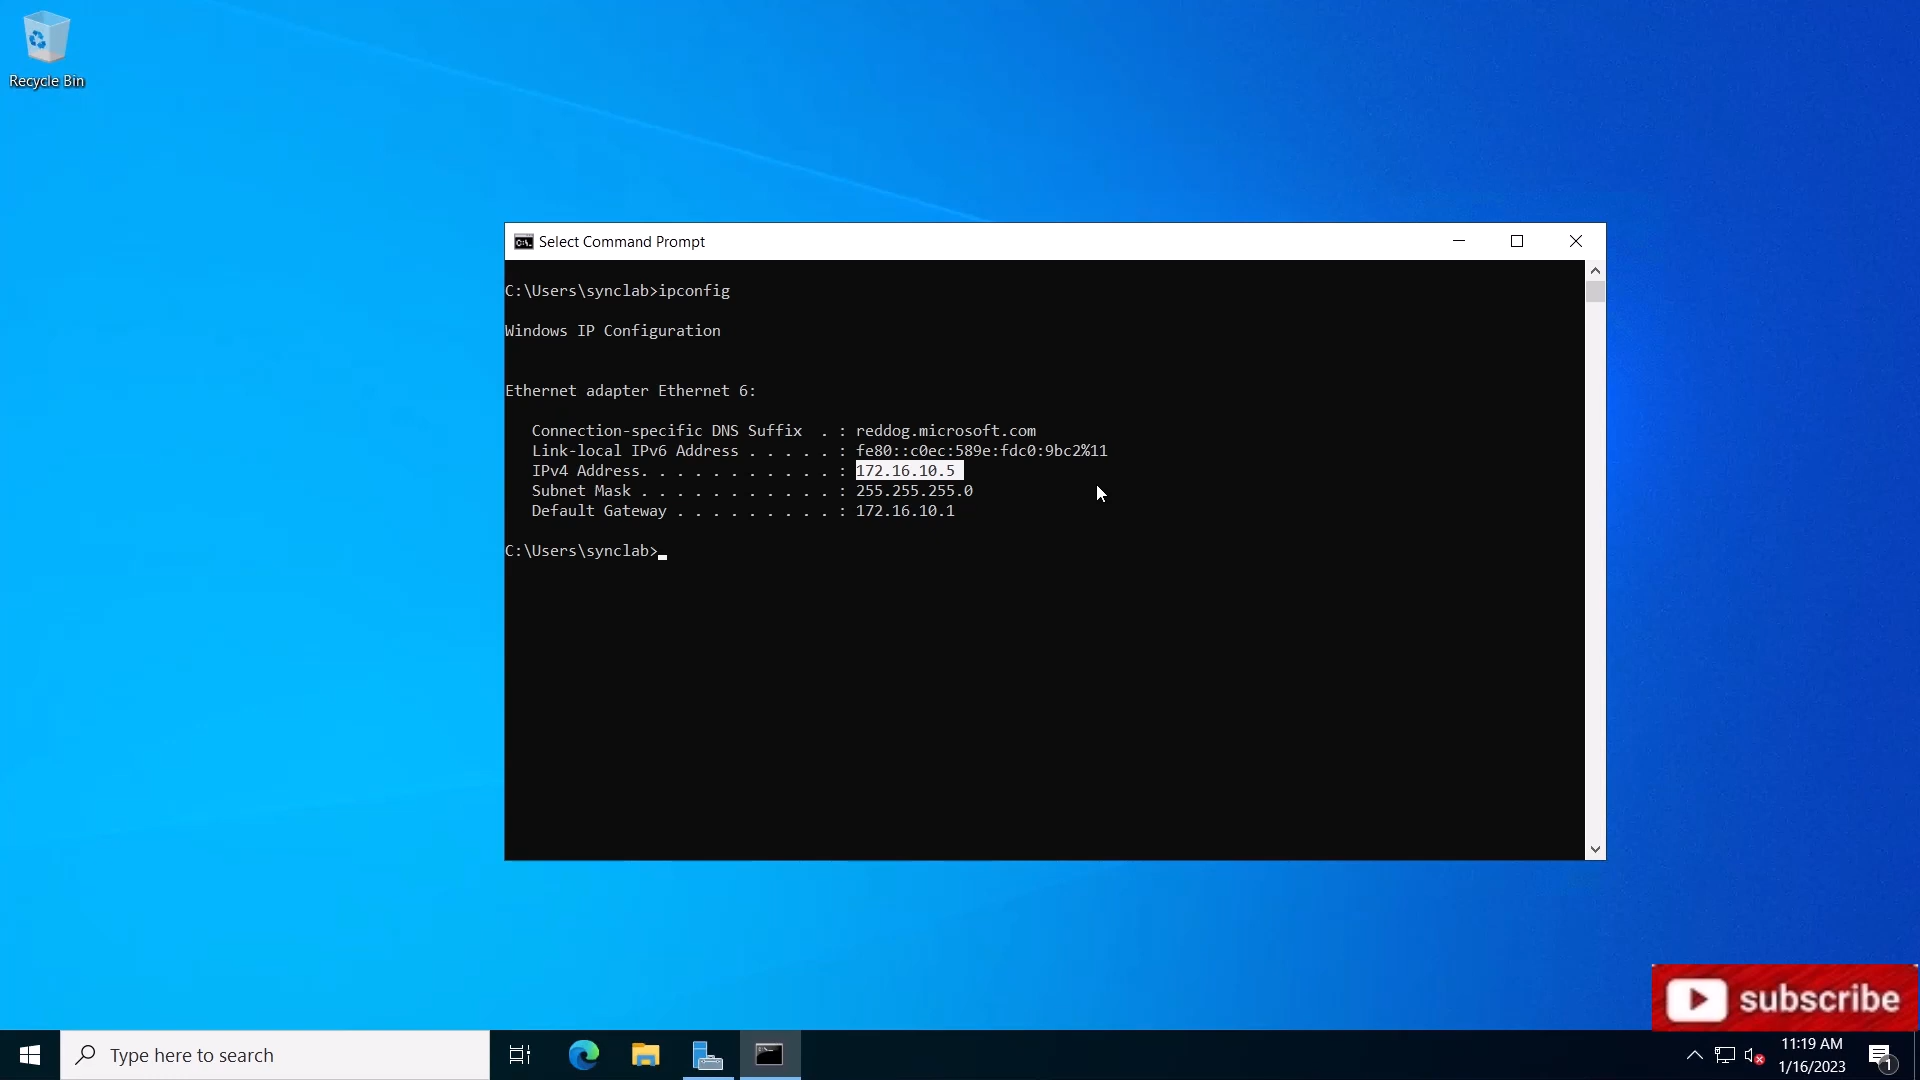 Recycle Bin
Select Command Prompt
C:\Users\synclab>ipconfig
Windows IP Configuration
Ethernet adapter Ethernet 6:
Connection-specific DNS Suffix  . : reddog.microsoft.com
Link-local IPv6 Address . . . . . : fe80::c0ec:589e:fdc0:9bc2%11
IPv4 Address. . . . . . . . . . . : 172.16.10.5
Subnet Mask . . . . . . . . . . . : 255.255.255.0
Default Gateway . . . . . . . . . : 172.16.10.1
C:\Users\synclab>
subscribe
Type here to search
11:19 AM
1/16/2023
1